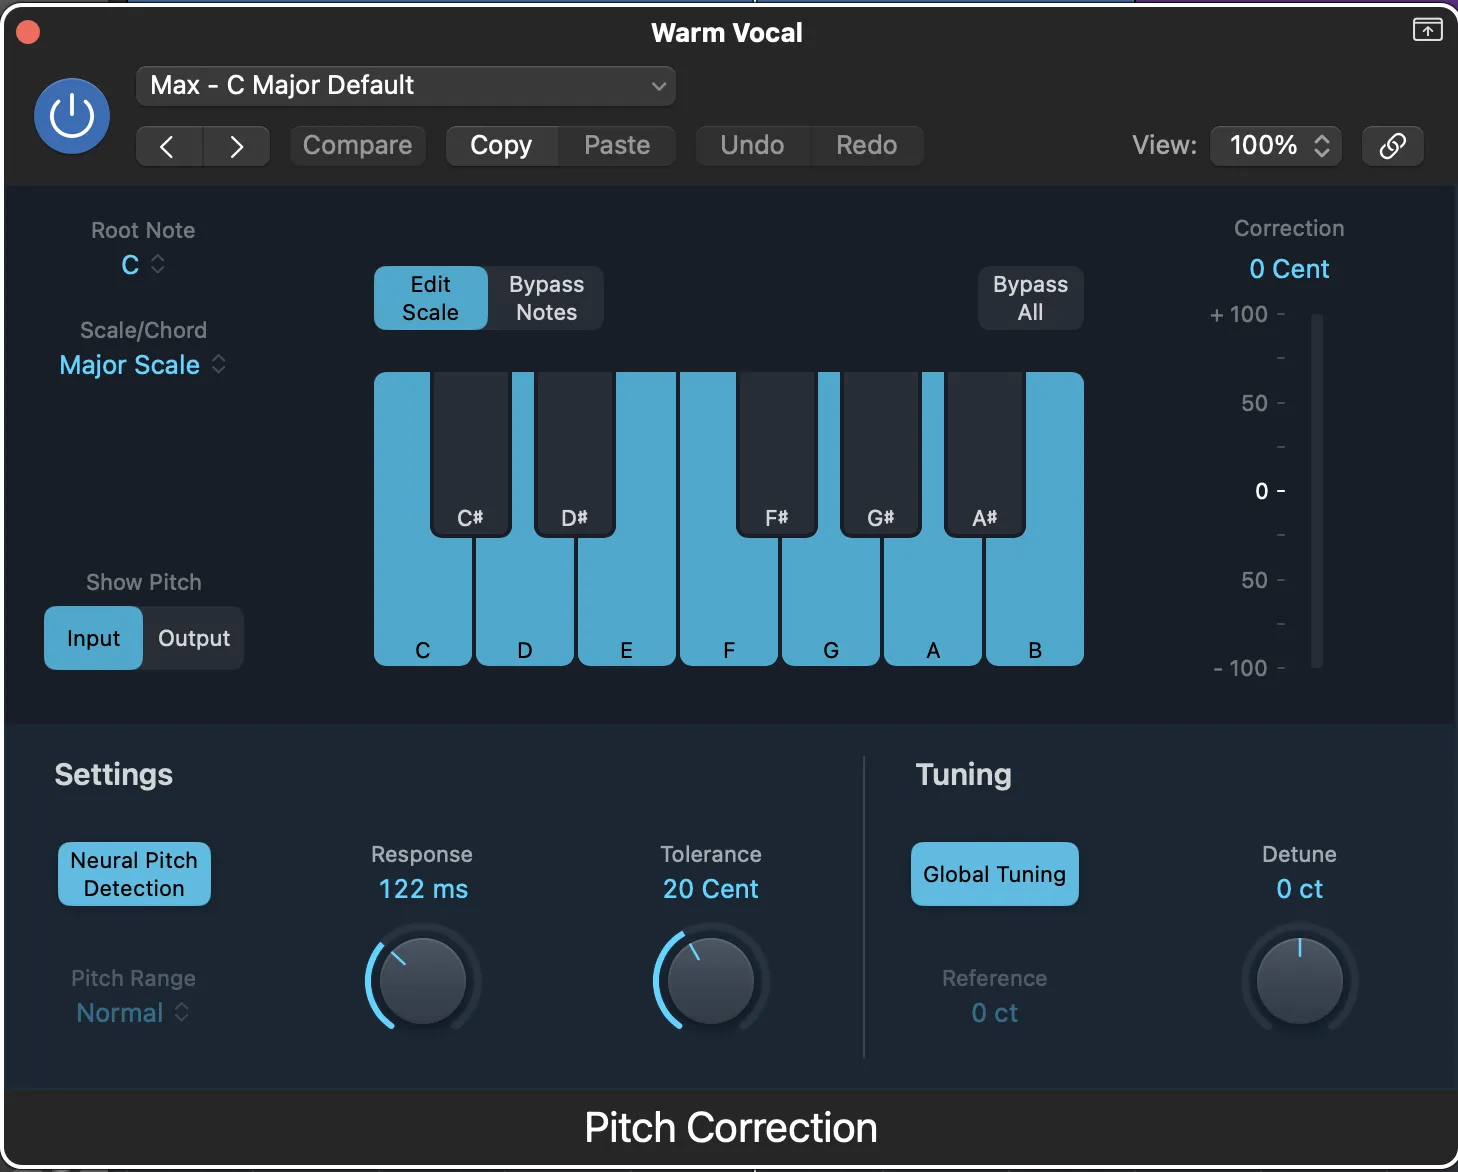 Warm Vocal
Max - C Major Default
Compare
Copy
Paste
Undo
Redo
View:
100%
Root Note
C
Scale/Chord
Major Scale
Edit
Scale
Bypass
Notes
Bypass
All
Correction
0 Cent
+ 100
50
0
50
- 100
C#
D#
F#
G#
A#
C
D
E
F
G
A
B
Show Pitch
Input
Output
Settings
Neural Pitch
Detection
Pitch Range
Normal
Response
122 ms
Tolerance
20 Cent
Tuning
Global Tuning
Reference
0 ct
Detune
0 ct
Pitch Correction